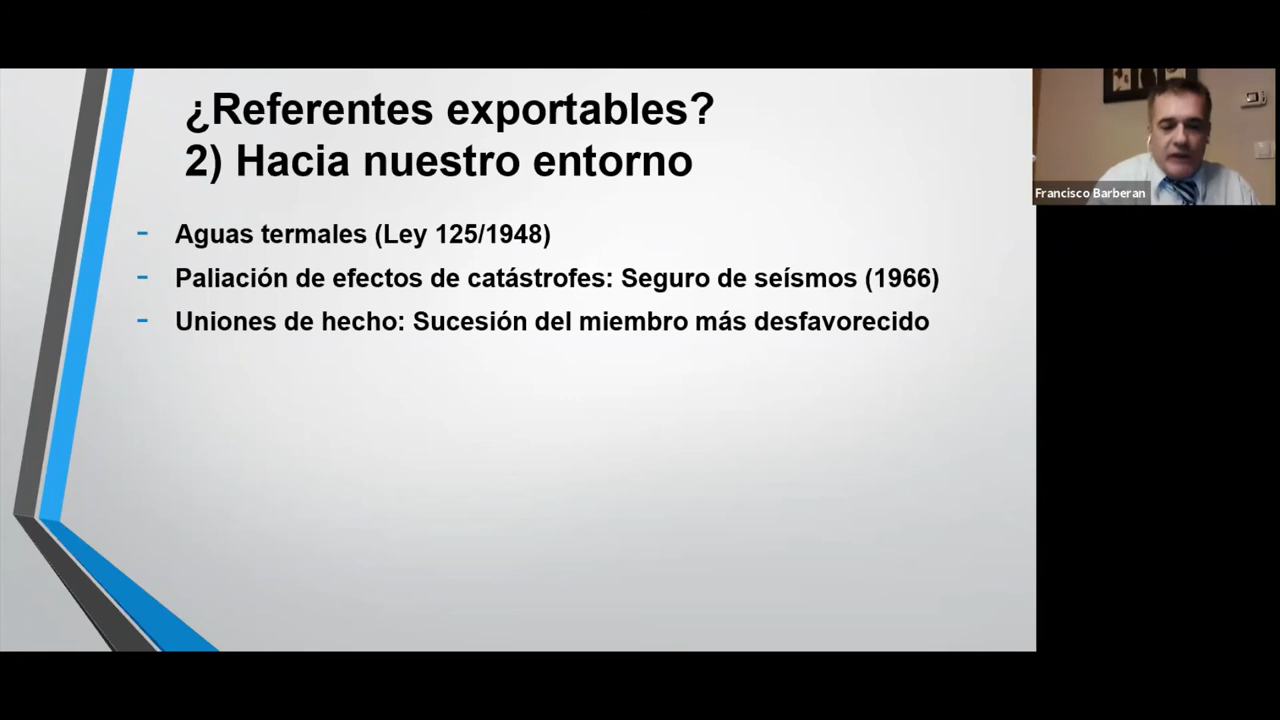 ¿Referentes exportables?
2) Hacia nuestro entorno
- Aguas termales (Ley 125/1948)
- Paliación de efectos de catástrofes: Seguro de seísmos (1966)
- Uniones de hecho: Sucesión del miembro más desfavorecido
Francisco Barberan